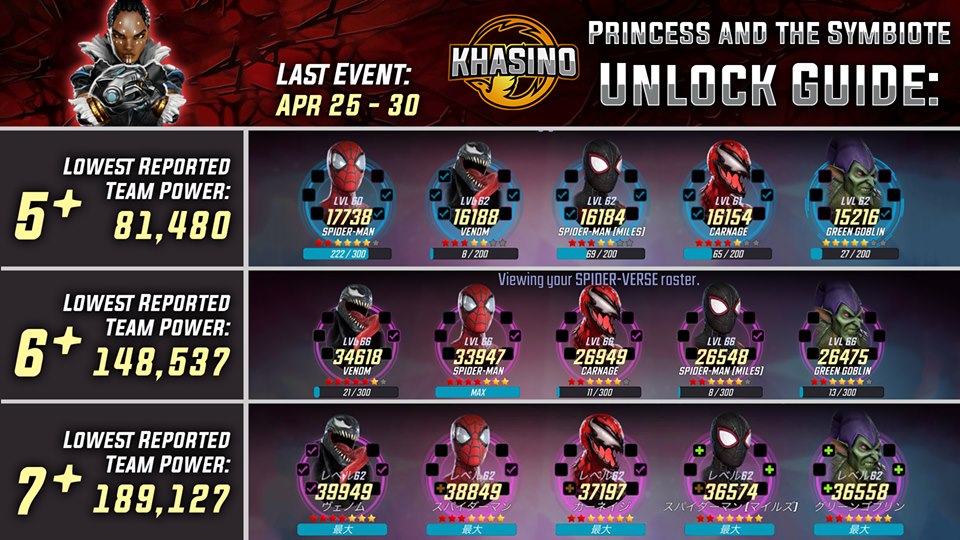 KHASINO
PRINCESS AND THE SYMBIOTE
UNLOCK GUIDE:
LAST EVENT:
APR 25 - 30
LOWEST REPORTED
TEAM POWER:
5+ 81,480
LVL 60
17738
SPIDER-MAN
222 / 300
LVL 62
16188
VENOM
8 / 200
LVL 62
16184
SPIDER-MAN (MILES)
69 / 200
LVL 61
16154
CARNAGE
65 / 200
LVL 62
15216
GREEN GOBLIN
27 / 200
Viewing your SPIDER-VERSE roster.
LOWEST REPORTED
TEAM POWER:
6+ 148,537
LVL 66
34618
VENOM
21 / 300
LVL 66
33947
SPIDER-MAN
MAX
LVL 66
26949
CARNAGE
11 / 300
LVL 66
26548
SPIDER-MAN (MILES)
8 / 300
LVL 66
26475
GREEN GOBLIN
13 / 300
LOWEST REPORTED
TEAM POWER:
7+ 189,127
レベル62
39949
ヴェノム
最大
レベル62
38849
スパイダーマン
最大
レベル62
37197
カーネイジ
最大
レベル62
36574
スパイダーマン【マイルズ】
最大
レベル62
36558
グリーンゴブリン
最大